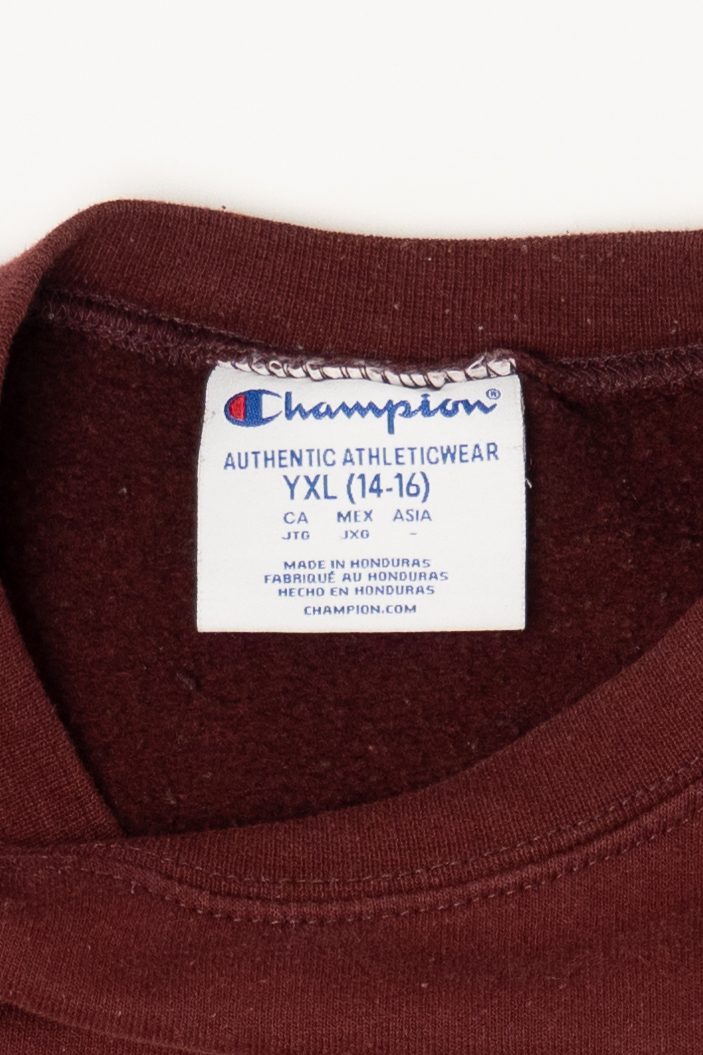 Champion®
AUTHENTIC ATHLETICWEAR
YXL (14-16)
CA MEX ASIA
JTG JXG -
MADE IN HONDURAS
FABRIQUÉ AU HONDURAS
HECHO EN HONDURAS
CHAMPION.COM